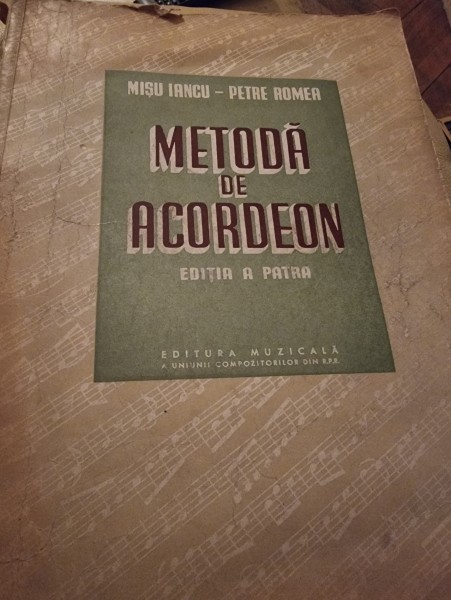 MIȘU IANCU – PETRE ROMEA
METODĂ
DE
ACORDEON
EDIȚIA A PATRA
EDITURA MUZICALĂ
A UNIUNII COMPOZITORILOR DIN R.P.R.